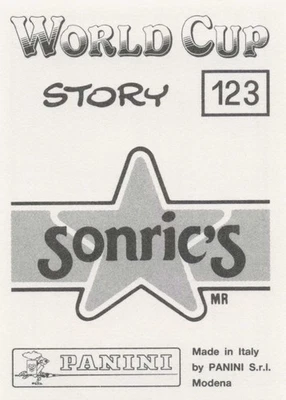 WORLD CUP
STORY 123
sonric's
MR
PANINI
Made in Italy
by PANINI S.r.l.
Modena